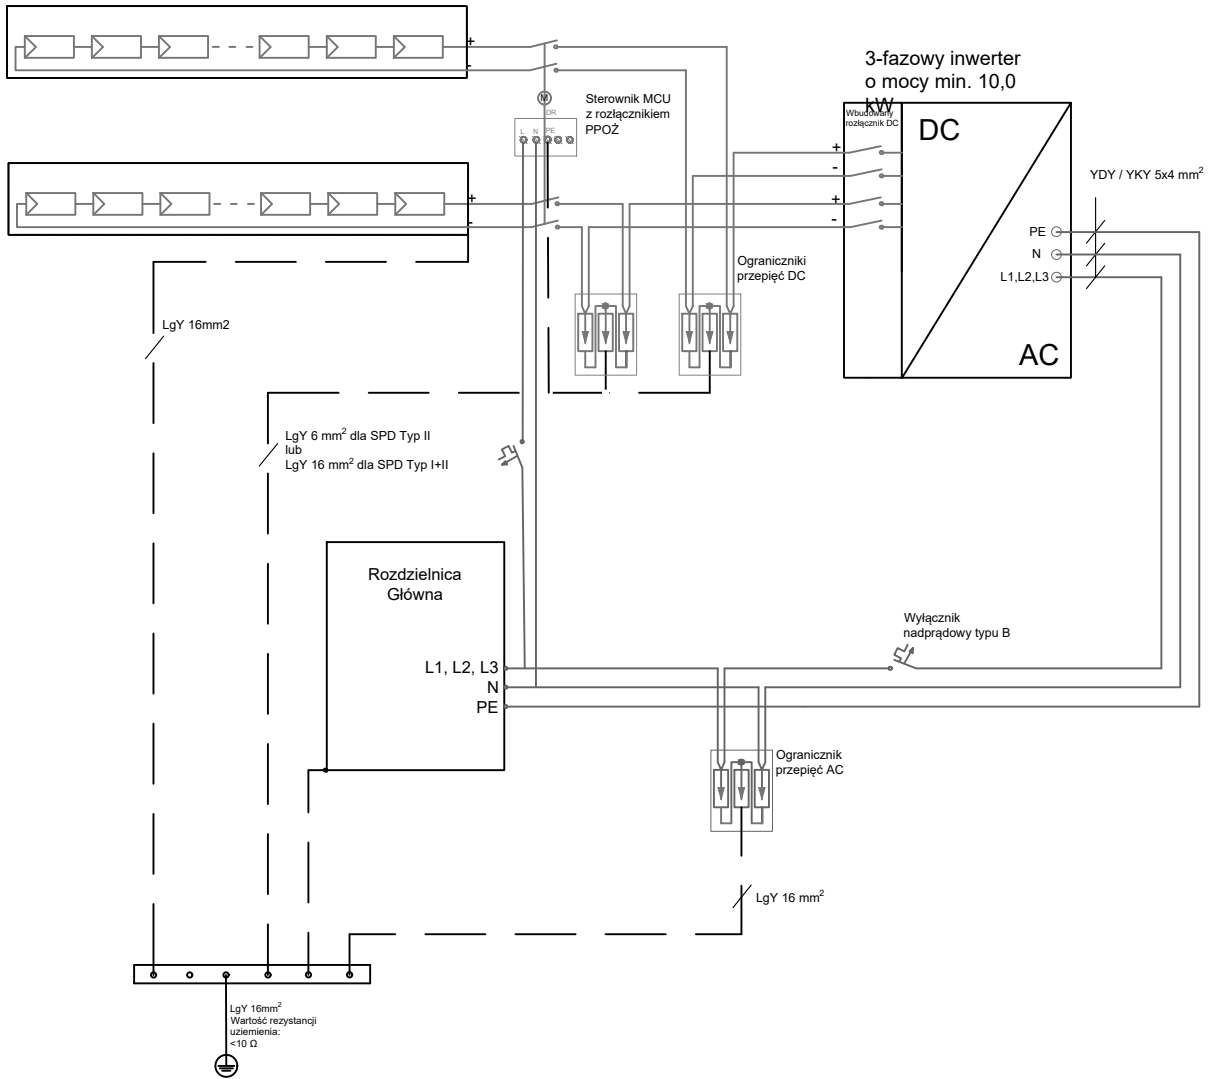 +
-
M
DR
L N PE
Sterownik MCU
z rozłącznikiem
PPOŻ
3-fazowy inwerter
o mocy min. 10,0
kW
Wbudowany
rozłącznik DC
DC
AC
+
-
+
-
YDY / YKY 5x4 mm²
PE
N
L1,L2,L3
+
-
Ograniczniki
przepięć DC
LgY 16mm2
LgY 6 mm² dla SPD Typ II
lub
LgY 16 mm² dla SPD Typ I+II
Rozdzielnica
Główna
L1, L2, L3
N
PE
Wyłącznik
nadprądowy typu B
Ogranicznik
przepięć AC
LgY 16 mm²
LgY 16mm²
Wartość rezystancji
uziemienia:
<10 Ω